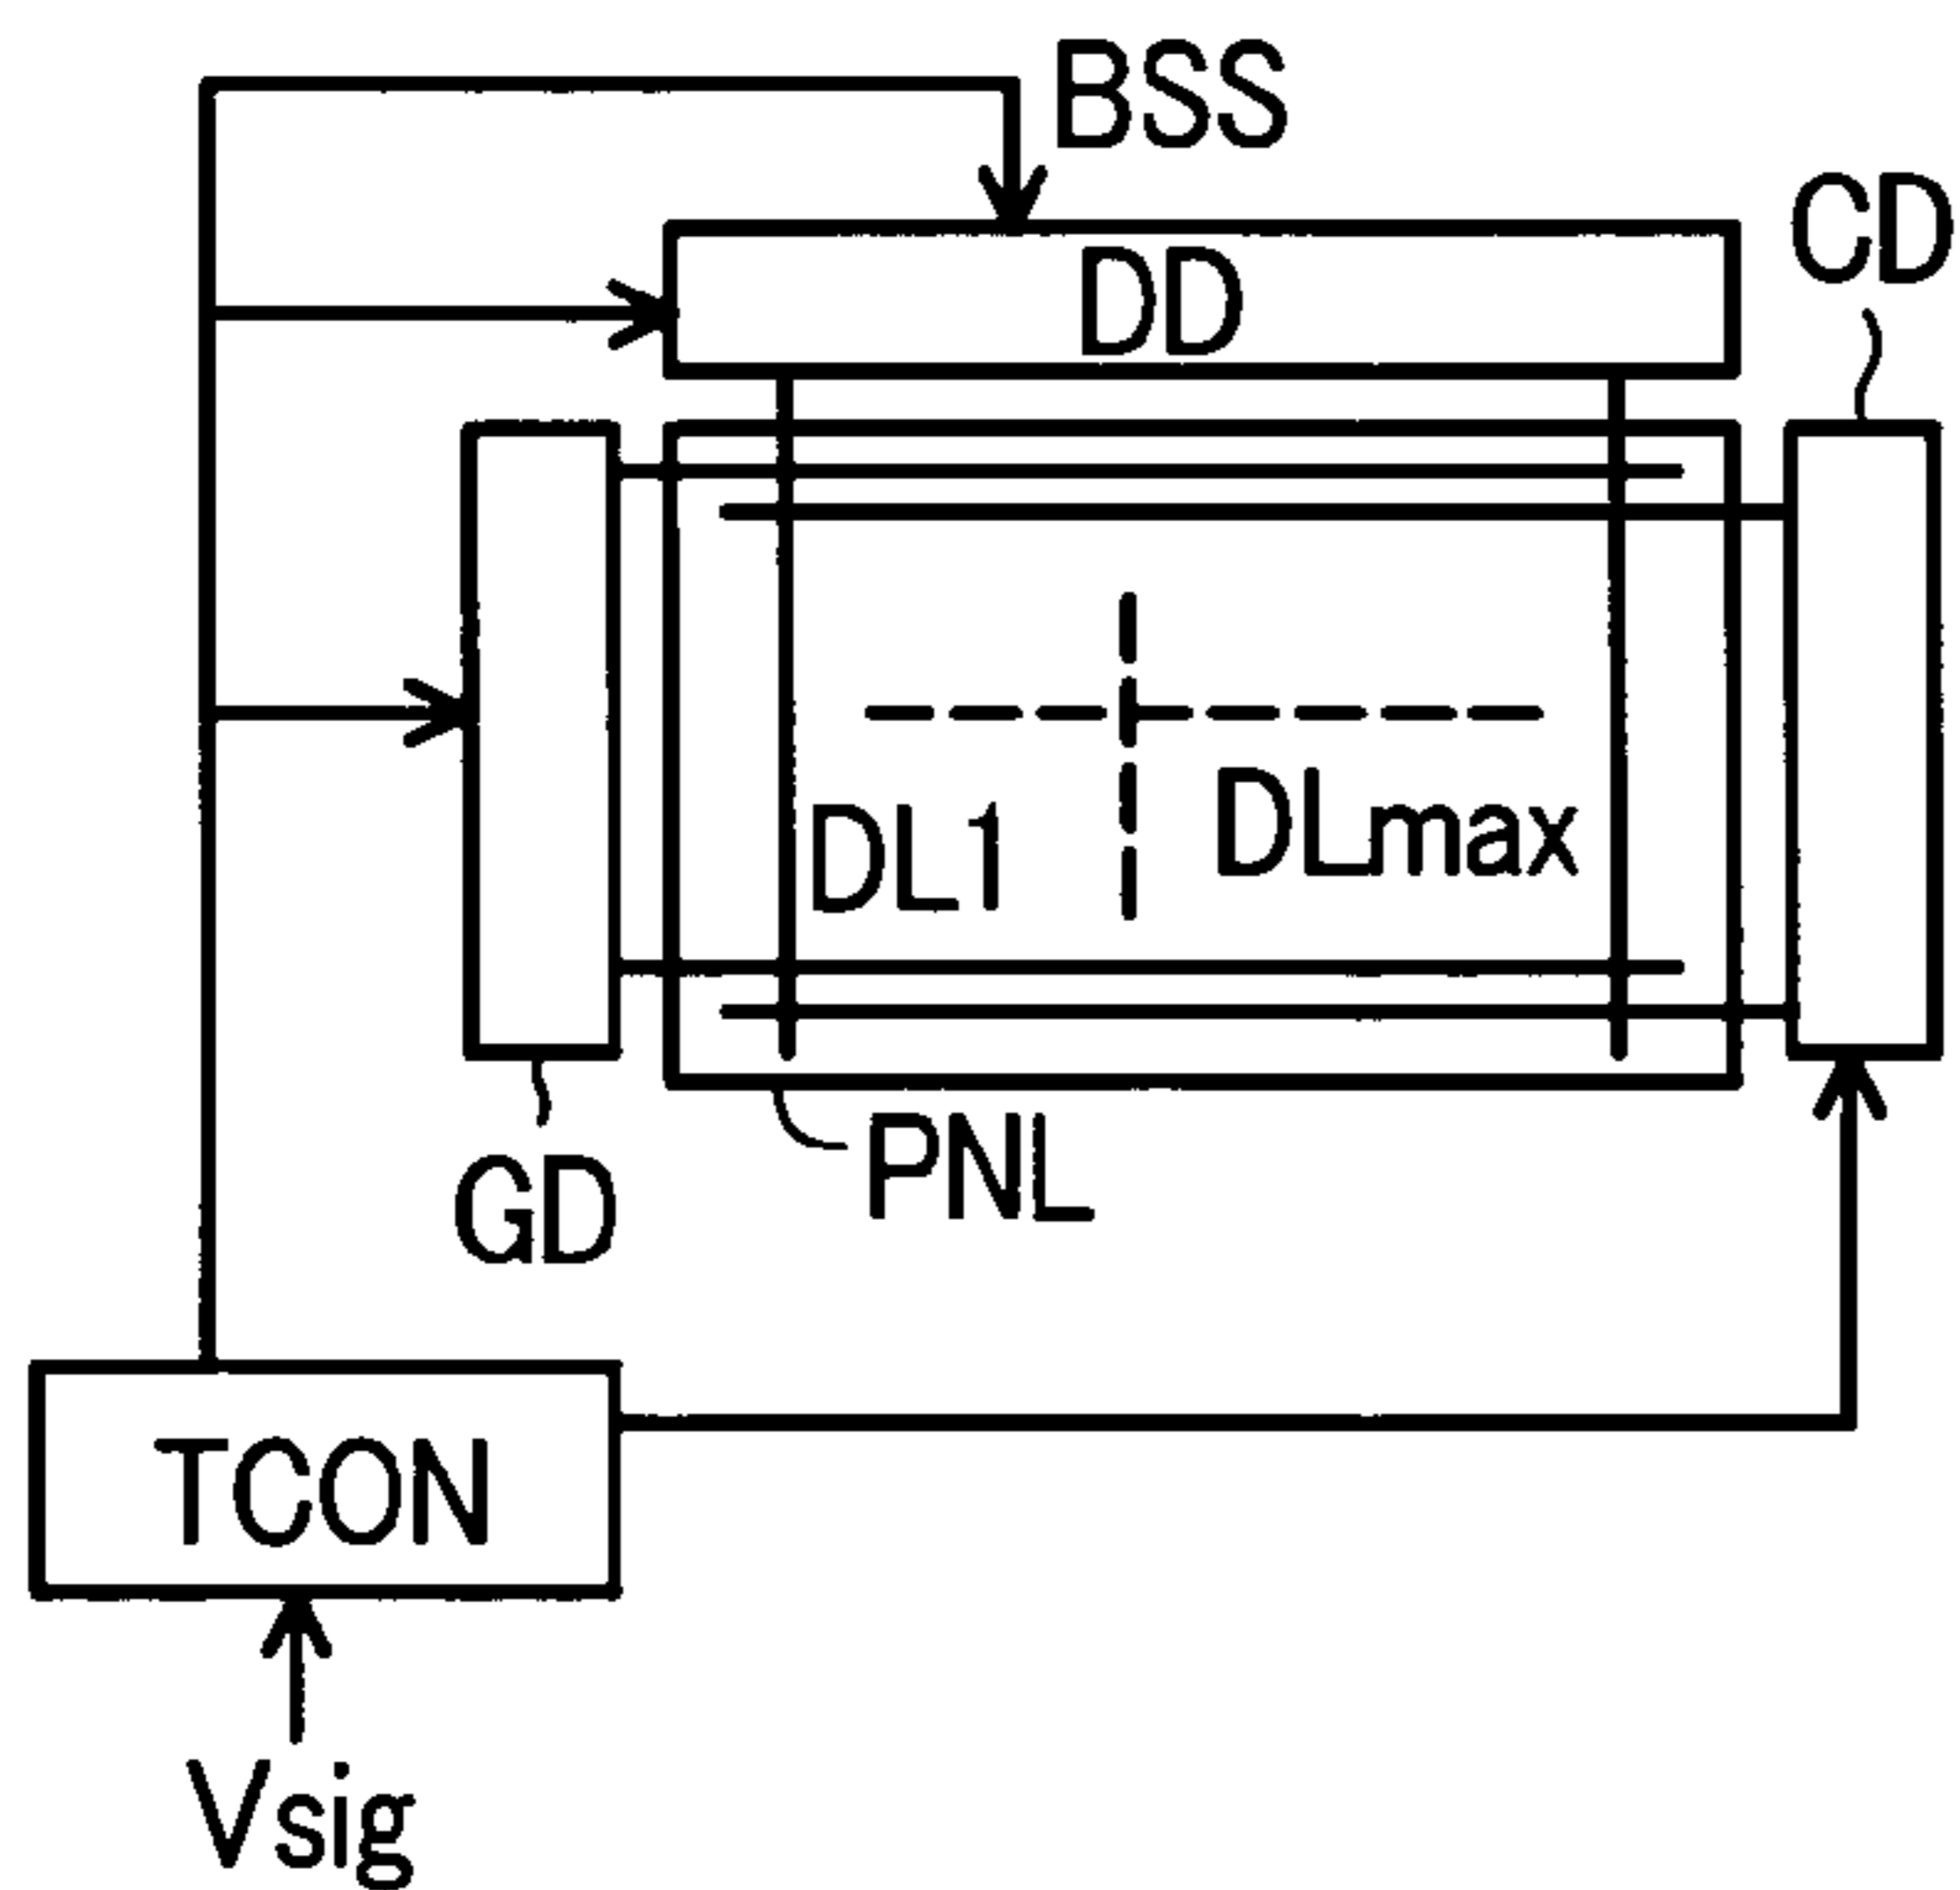 BSS
CD
DD
DLmax
DL1
PNL
GD
TCON
Vsig